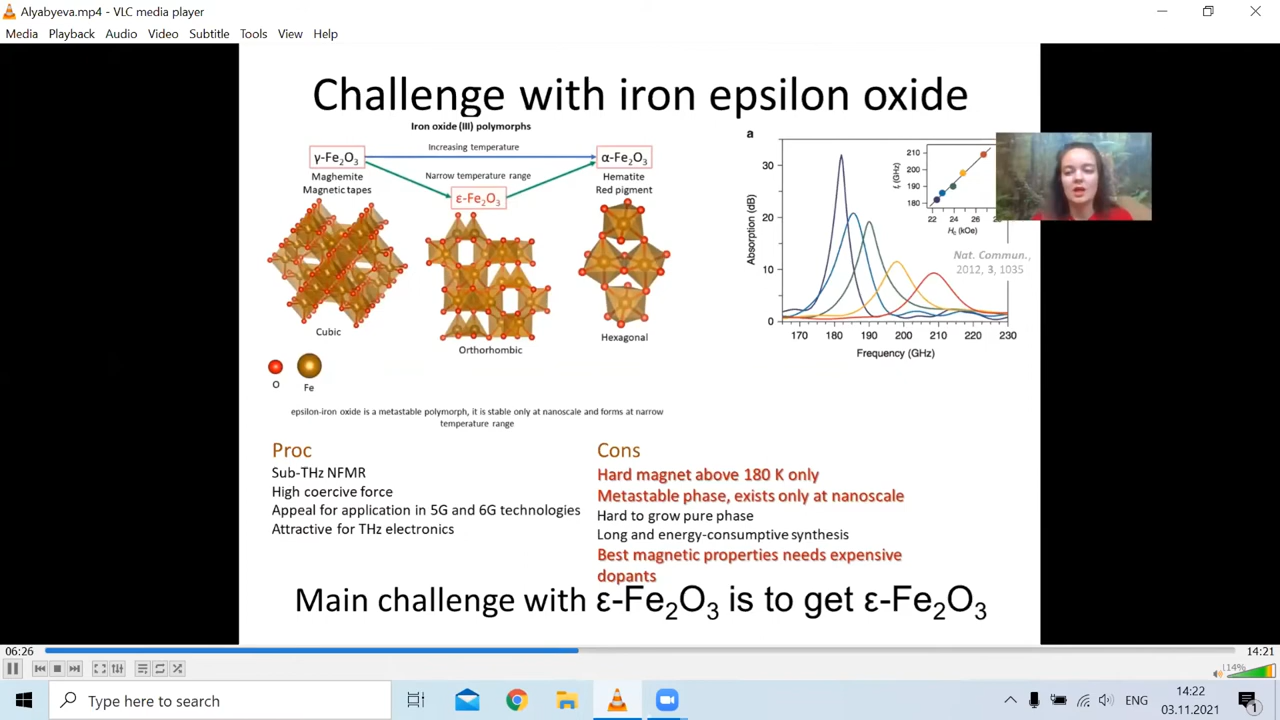 Alyabyeva.mp4 - VLC media player
Media Playback Audio Video Subtitle Tools View Help
Challenge with iron epsilon oxide
Iron oxide (III) polymorphs
γ-Fe₂O₃
Increasing temperature
α-Fe₂O₃
Maghemite
Magnetic tapes
Narrow temperature range
Hematite
Red pigment
ε-Fe₂O₃
Cubic
Orthorhombic
Hexagonal
O
Fe
epsilon-iron oxide is a metastable polymorph, it is stable only at nanoscale and forms at narrow
temperature range
a
Absorption (dB)
30
20
10
0
170 180 190 200 210 220 230
Frequency (GHz)
210
200
190
180
(GHz)
22 24 26
(kOe)
Nat. Commun.,
2012, 3, 1035
Proc
Sub-THz NFMR
High coercive force
Appeal for application in 5G and 6G technologies
Attractive for THz electronics
Cons
Hard magnet above 180 K only
Metastable phase, exists only at nanoscale
Hard to grow pure phase
Long and energy-consumptive synthesis
Best magnetic properties needs expensive
dopants
Main challenge with ε-Fe₂O₃ is to get ε-Fe₂O₃
06:26
14:21
114%
Type here to search
ENG
14:22
03.11.2021
1